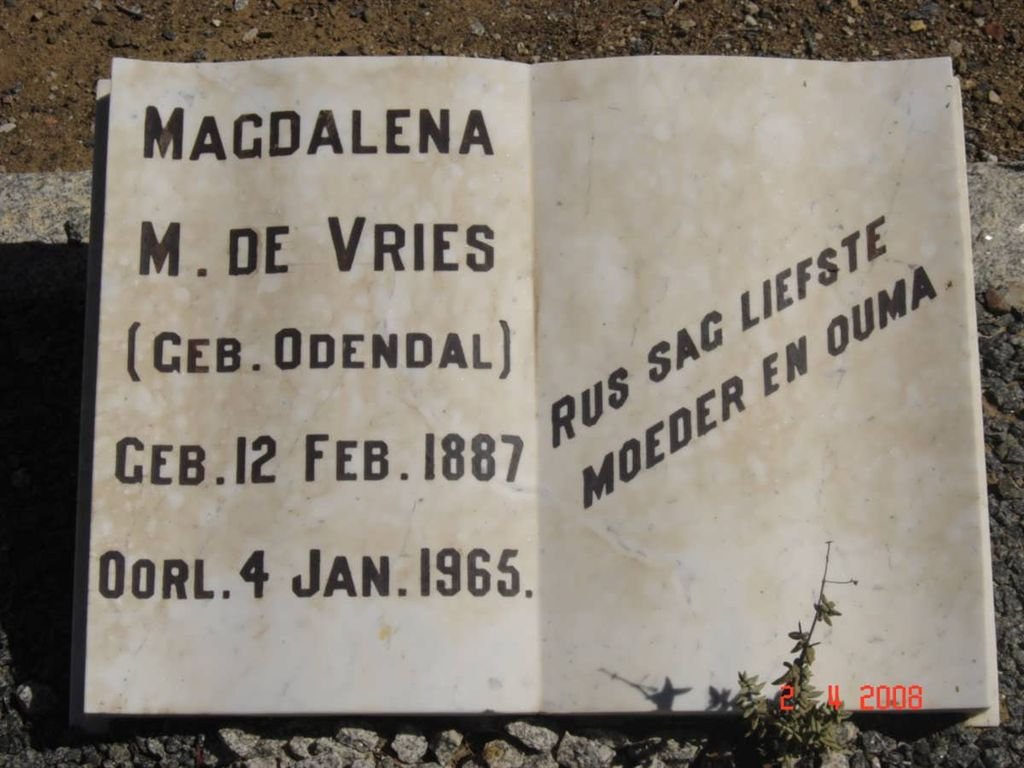 MAGDALENA
M. DE VRIES
(GEB. ODENDAL)
GEB. 12 FEB. 1887
OORL. 4 JAN. 1965.
RUS SAG LIEFSTE
MOEDER EN OUMA
2 4 2008